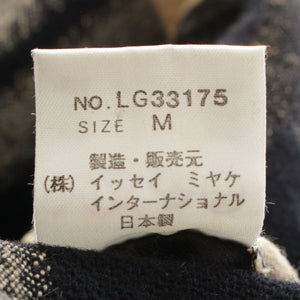 NO. LG33175
SIZE M
製造・販売元
(株) イッセイ ミヤケ
インターナショナル
日本製